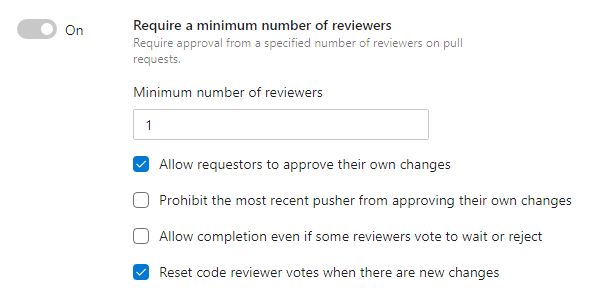 On
Require a minimum number of reviewers
Require approval from a specified number of reviewers on pull
requests.
Minimum number of reviewers
1
Allow requestors to approve their own changes
Prohibit the most recent pusher from approving their own changes
Allow completion even if some reviewers vote to wait or reject
Reset code reviewer votes when there are new changes